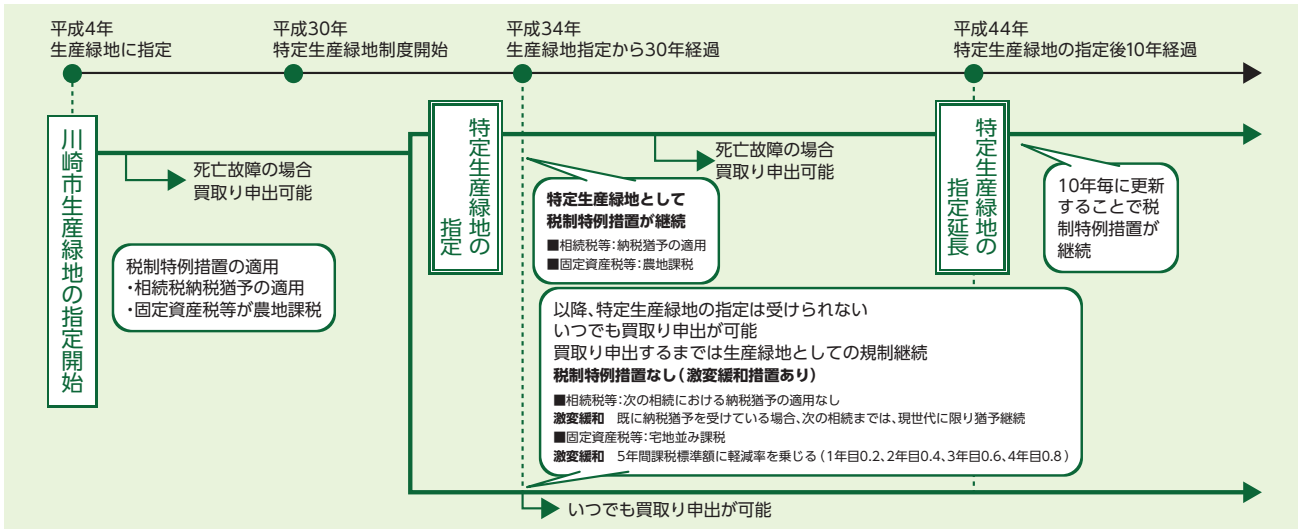 平成4年
生産緑地に指定
平成30年
特定生産緑地制度開始
平成34年
生産緑地指定から30年経過
平成44年
特定生産緑地の指定後10年経過
川崎市生産緑地の指定開始
死亡故障の場合
買取り申出可能
税制特例措置の適用
・相続税納税猶予の適用
・固定資産税等が農地課税
特定生産緑地の
指定
死亡故障の場合
買取り申出可能
特定生産緑地として
税制特例措置が継続
■相続税等:納税猶予の適用
■固定資産税等:農地課税
特定生産緑地の
指定延長
10年毎に更新
することで税
制特例措置が
継続
以降、特定生産緑地の指定は受けられない
いつでも買取り申出が可能
買取り申出するまでは生産緑地としての規制継続
税制特例措置なし(激変緩和措置あり)
■相続税等:次の相続における納税猶予の適用なし
激変緩和 既に納税猶予を受けている場合、次の相続までは、現世代に限り猶予継続
■固定資産税等:宅地並み課税
激変緩和 5年間課税標準額に軽減率を乗じる(1年目0.2、2年目0.4、3年目0.6、4年目0.8)
いつでも買取り申出が可能